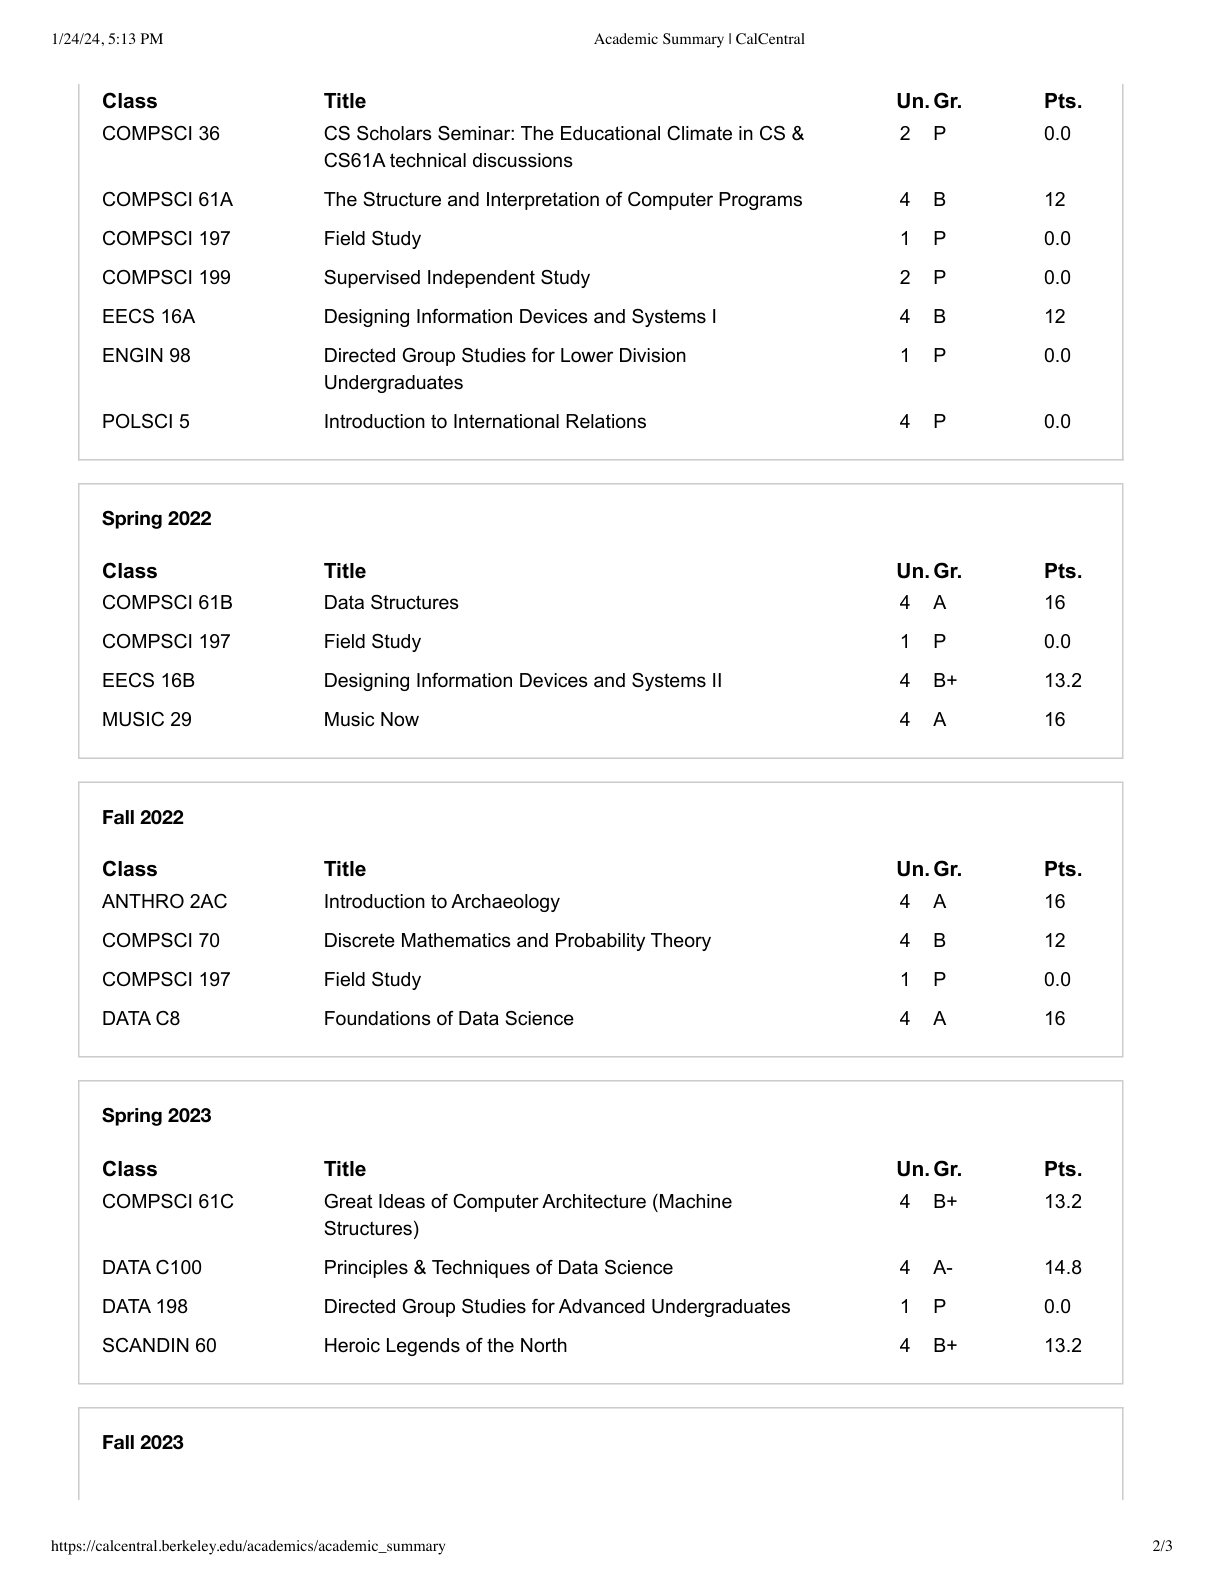 1/24/24, 5:13 PM Academic Summary | CalCentral
Class Title Un. Gr. Pts.
COMPSCI 36 CS Scholars Seminar: The Educational Climate in CS & 2 P 0.0
CS61A technical discussions
COMPSCI 61A The Structure and Interpretation of Computer Programs 4 B 12
COMPSCI 197 Field Study 1 P 0.0
COMPSCI 199 Supervised Independent Study 2 P 0.0
EECS 16A Designing Information Devices and Systems I 4 B 12
ENGIN 98 Directed Group Studies for Lower Division 1 P 0.0
Undergraduates
POLSCI 5 Introduction to International Relations 4 P 0.0
Spring 2022
Class Title Un. Gr. Pts.
COMPSCI 61B Data Structures 4 A 16
COMPSCI 197 Field Study 1 P 0.0
EECS 16B Designing Information Devices and Systems II 4 B+ 13.2
MUSIC 29 Music Now 4 A 16
Fall 2022
Class Title Un. Gr. Pts.
ANTHRO 2AC Introduction to Archaeology 4 A 16
COMPSCI 70 Discrete Mathematics and Probability Theory 4 B 12
COMPSCI 197 Field Study 1 P 0.0
DATA C8 Foundations of Data Science 4 A 16
Spring 2023
Class Title Un. Gr. Pts.
COMPSCI 61C Great Ideas of Computer Architecture (Machine 4 B+ 13.2
Structures)
DATA C100 Principles & Techniques of Data Science 4 A- 14.8
DATA 198 Directed Group Studies for Advanced Undergraduates 1 P 0.0
SCANDIN 60 Heroic Legends of the North 4 B+ 13.2
Fall 2023
https://calcentral.berkeley.edu/academics/academic_summary 2/3